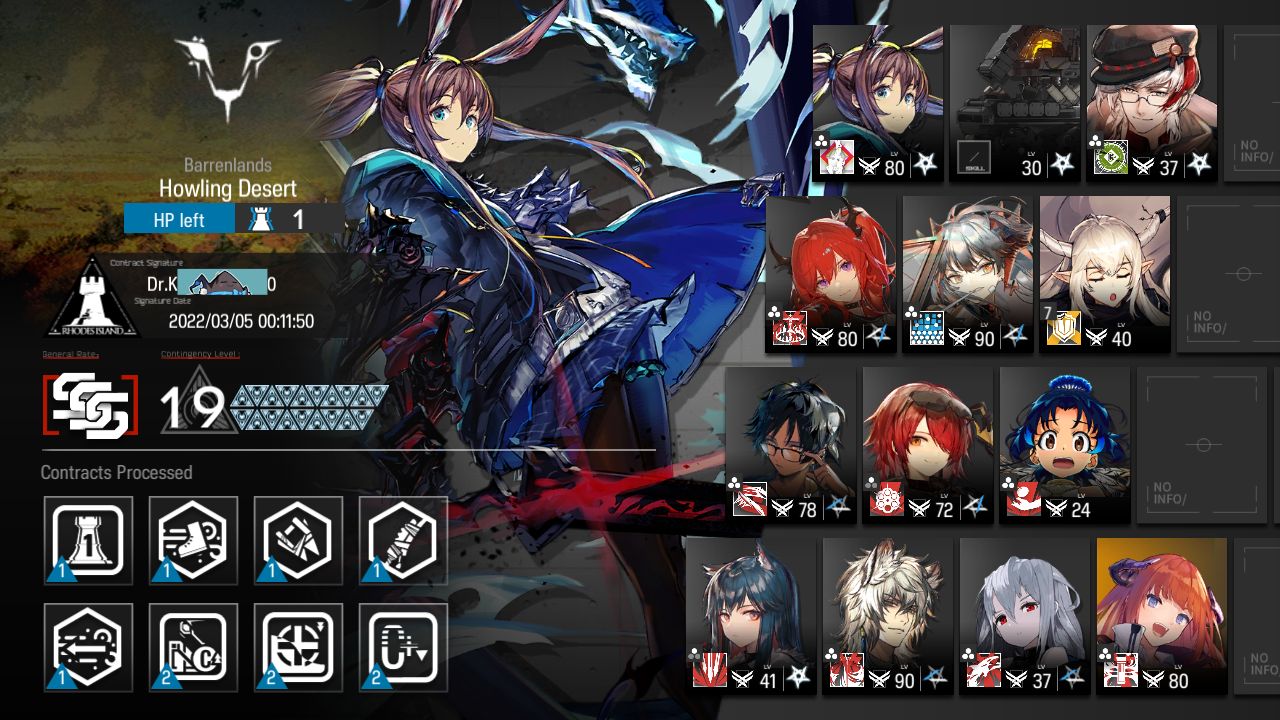 Barrenlands
Howling Desert
HP left 1
Contract Signature
Dr.K 0
Signature Date
RHODES ISLAND
2022/03/05 00:11:50
General Rate:
Contingency Level:
19
Contracts Processed
1
1
1
1
1
1
2
2
2
LV
80
SKILL
LV
30
LV
37
NO
INFO/
LV
80
LV
90
7
LV
40
NO
INFO/
LV
78
LV
72
LV
24
NO
INFO/
LV
41
LV
90
LV
37
LV
80
NO
INFO